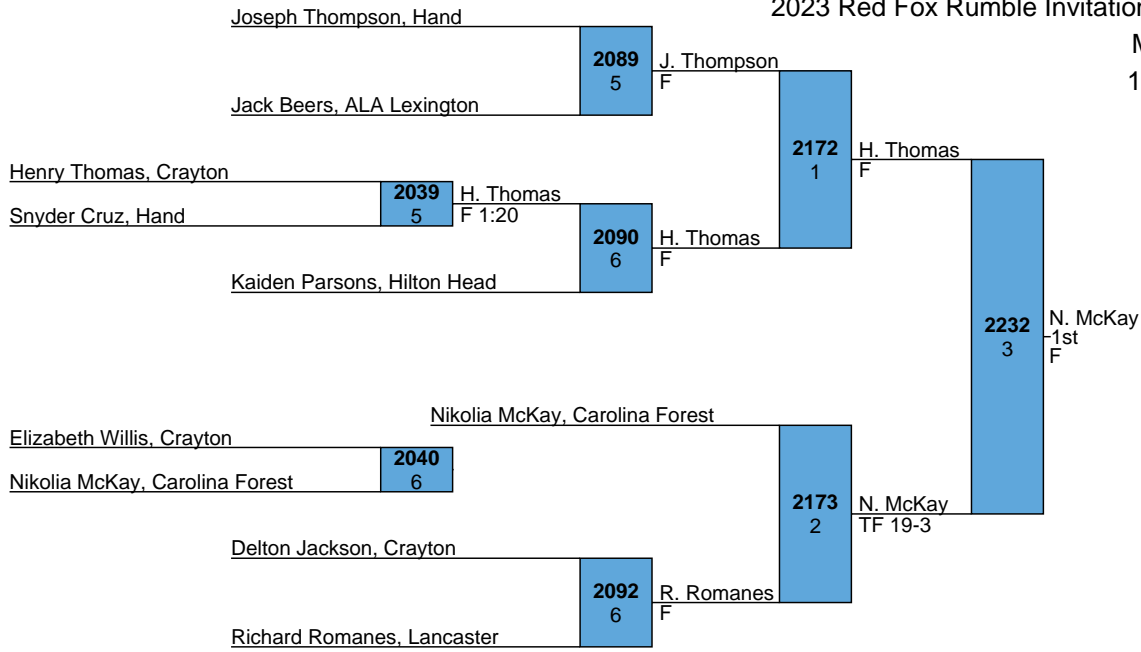 2023 Red Fox Rumble Invitation
M
1
Joseph Thompson, Hand
2089
5
J. Thompson
F
Jack Beers, ALA Lexington
2172
1
H. Thomas
F
Henry Thomas, Crayton
2039
5
H. Thomas
F 1:20
Snyder Cruz, Hand
2090
6
H. Thomas
F
Kaiden Parsons, Hilton Head
2232
3
N. McKay
1st
F
Nikolia McKay, Carolina Forest
Elizabeth Willis, Crayton
2040
6
Nikolia McKay, Carolina Forest
2173
2
N. McKay
TF 19-3
Delton Jackson, Crayton
2092
6
R. Romanes
F
Richard Romanes, Lancaster